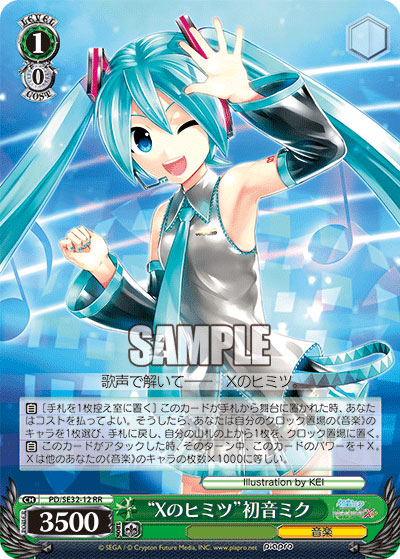 LEVEL
1
0
COST
SAMPLE
歌声で解いて―― Xのヒミツ。
自［手札を1枚控え室に置く］このカードが手札から舞台に置かれた時、あなた
はコストを払ってよい。そうしたら、あなたは自分のクロック置場の《音楽》の
キャラを1枚選び、手札に戻し、自分の山札の上から1枚を、クロック置場に置く。
自 このカードがアタックした時、そのターン中、このカードのパワーを＋X。
Xは他のあなたの《音楽》のキャラの枚数×1000に等しい。
Illustration by KEI
CH PD/SE32-12 RR
3500
“Xのヒミツ”初音ミク
音楽
© SEGA / © Crypton Future Media, INC. www.piapro.net piapro